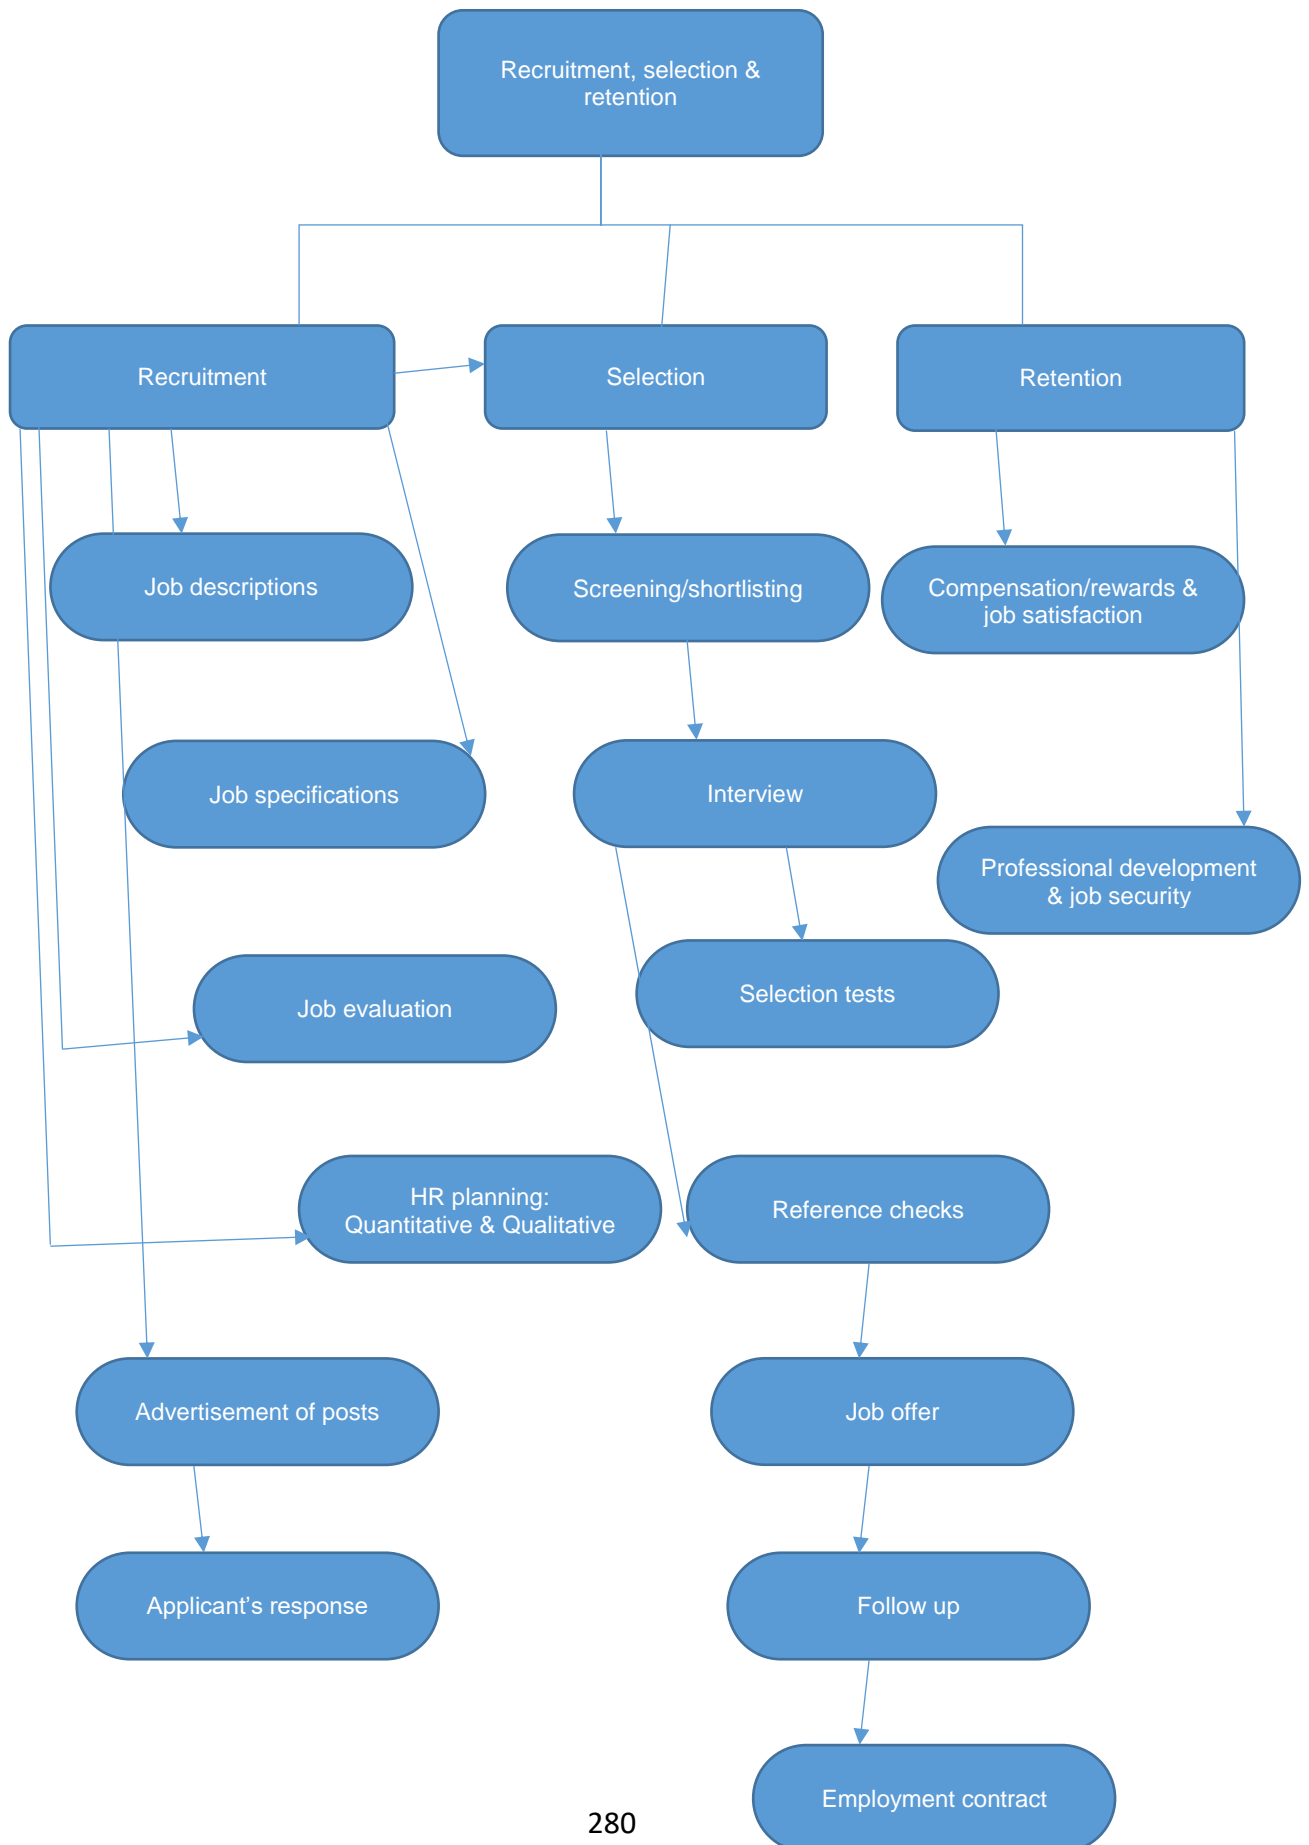 Recruitment, selection &
retention
Recruitment
Selection
Retention
Job descriptions
Screening/shortlisting
Compensation/rewards &
job satisfaction
Job specifications
Interview
Professional development
& job security
Selection tests
Job evaluation
HR planning:
Quantitative & Qualitative
Reference checks
Advertisement of posts
Job offer
Applicant’s response
Follow up
Employment contract
280